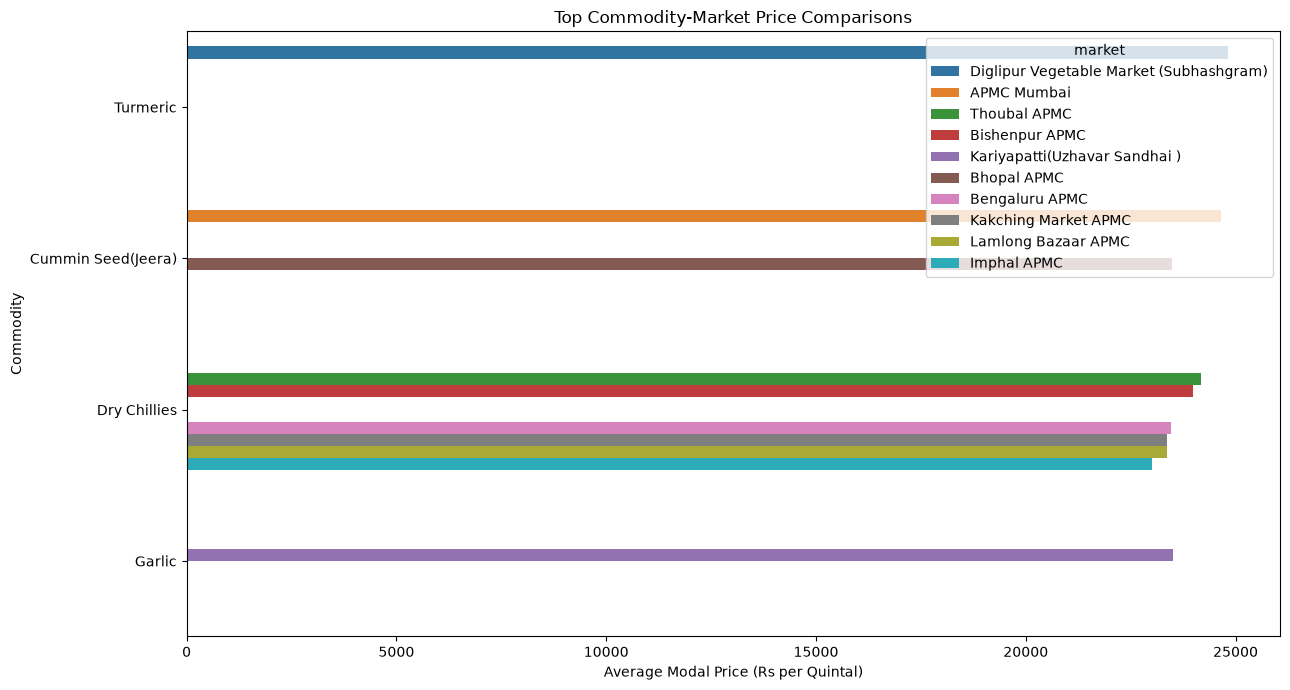 Top Commodity-Market Price Comparisons
market
Diglipur Vegetable Market (Subhashgram)
APMC Mumbai
Thoubal APMC
Bishenpur APMC
Kariyapatti(Uzhavar Sandhai )
Bhopal APMC
Bengaluru APMC
Kakching Market APMC
Lamlong Bazaar APMC
Imphal APMC
Commodity
Turmeric
Cummin Seed(Jeera)
Dry Chillies
Garlic
0 5000 10000 15000 20000 25000
Average Modal Price (Rs per Quintal)